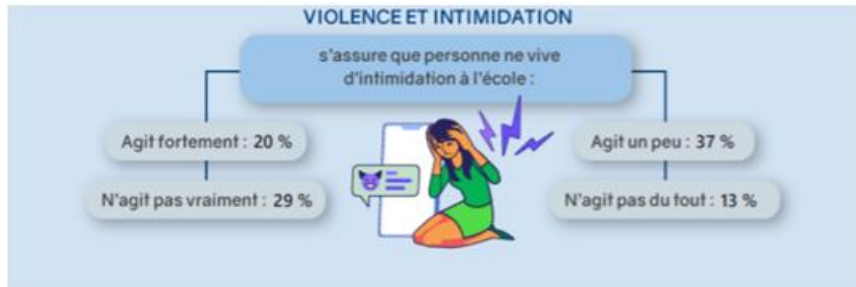 VIOLENCE ET INTIMIDATION
s'assure que personne ne vive
d'intimidation à l'école :
Agit fortement : 20 %
Agit un peu : 37 %
N'agit pas vraiment : 29 %
N'agit pas du tout : 13 %